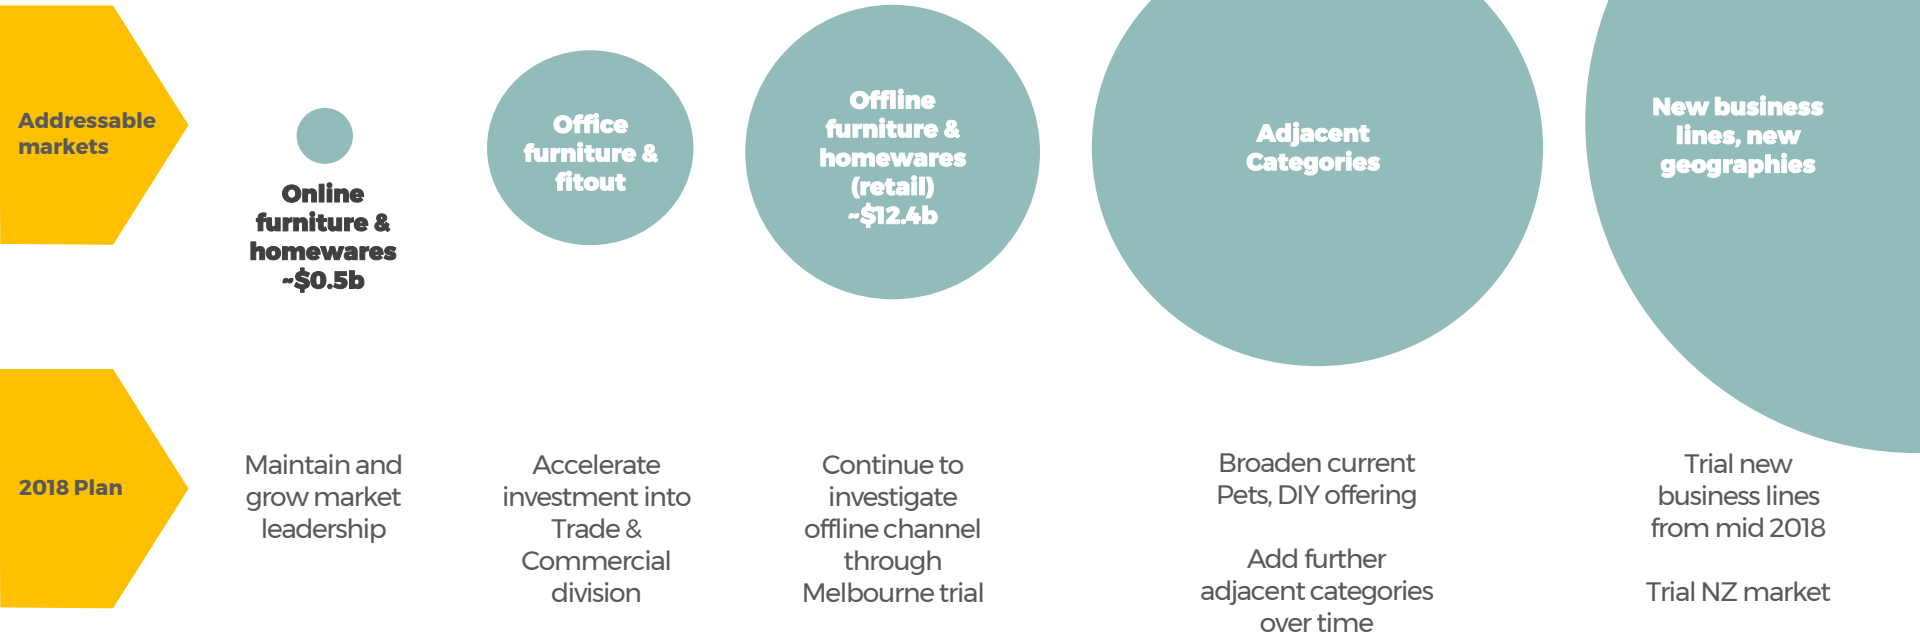 Addressable
markets
Online
furniture &
homewares
~$0.5b
Office
furniture &
fitout
Offline
furniture &
homewares
(retail)
~$12.4b
Adjacent
Categories
New business
lines, new
geographies
2018 Plan
Maintain and
grow market
leadership
Accelerate
investment into
Trade &
Commercial
division
Continue to
investigate
offline channel
through
Melbourne trial
Broaden current
Pets, DIY offering
Add further
adjacent categories
over time
Trial new
business lines
from mid 2018
Trial NZ market